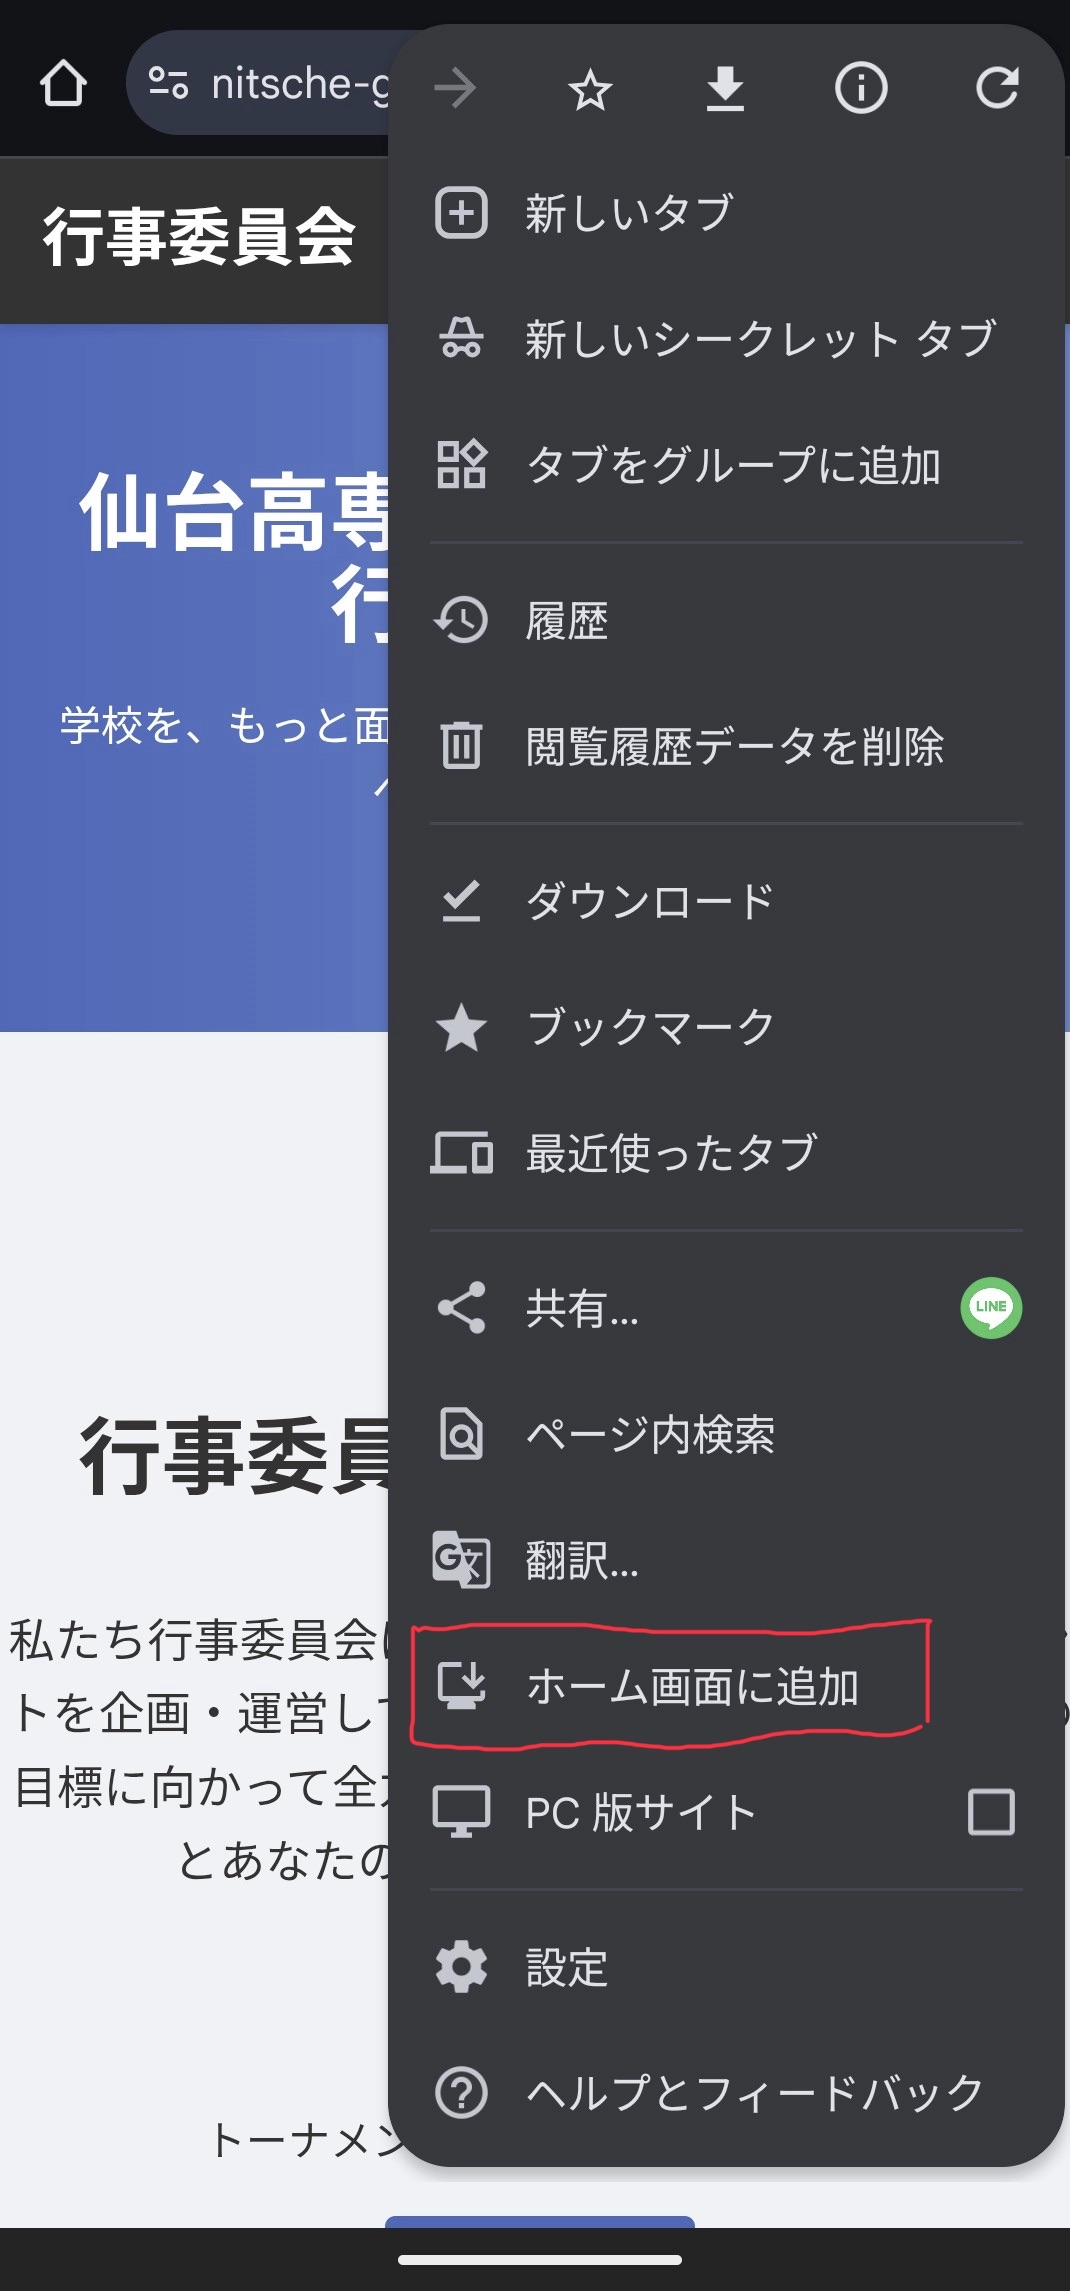 nitsche-g
行事委員会
仙台高専
行
学校を、もっと面
新しいタブ
新しいシークレット タブ
タブをグループに追加
履歴
閲覧履歴データを削除
ダウンロード
ブックマーク
最近使ったタブ
共有...
LINE
ページ内検索
翻訳...
ホーム画面に追加
PC 版サイト
設定
ヘルプとフィードバック
行事委員
私たち行事委員会は
トを企画・運営して
目標に向かって全
とあなたの
トーナメン